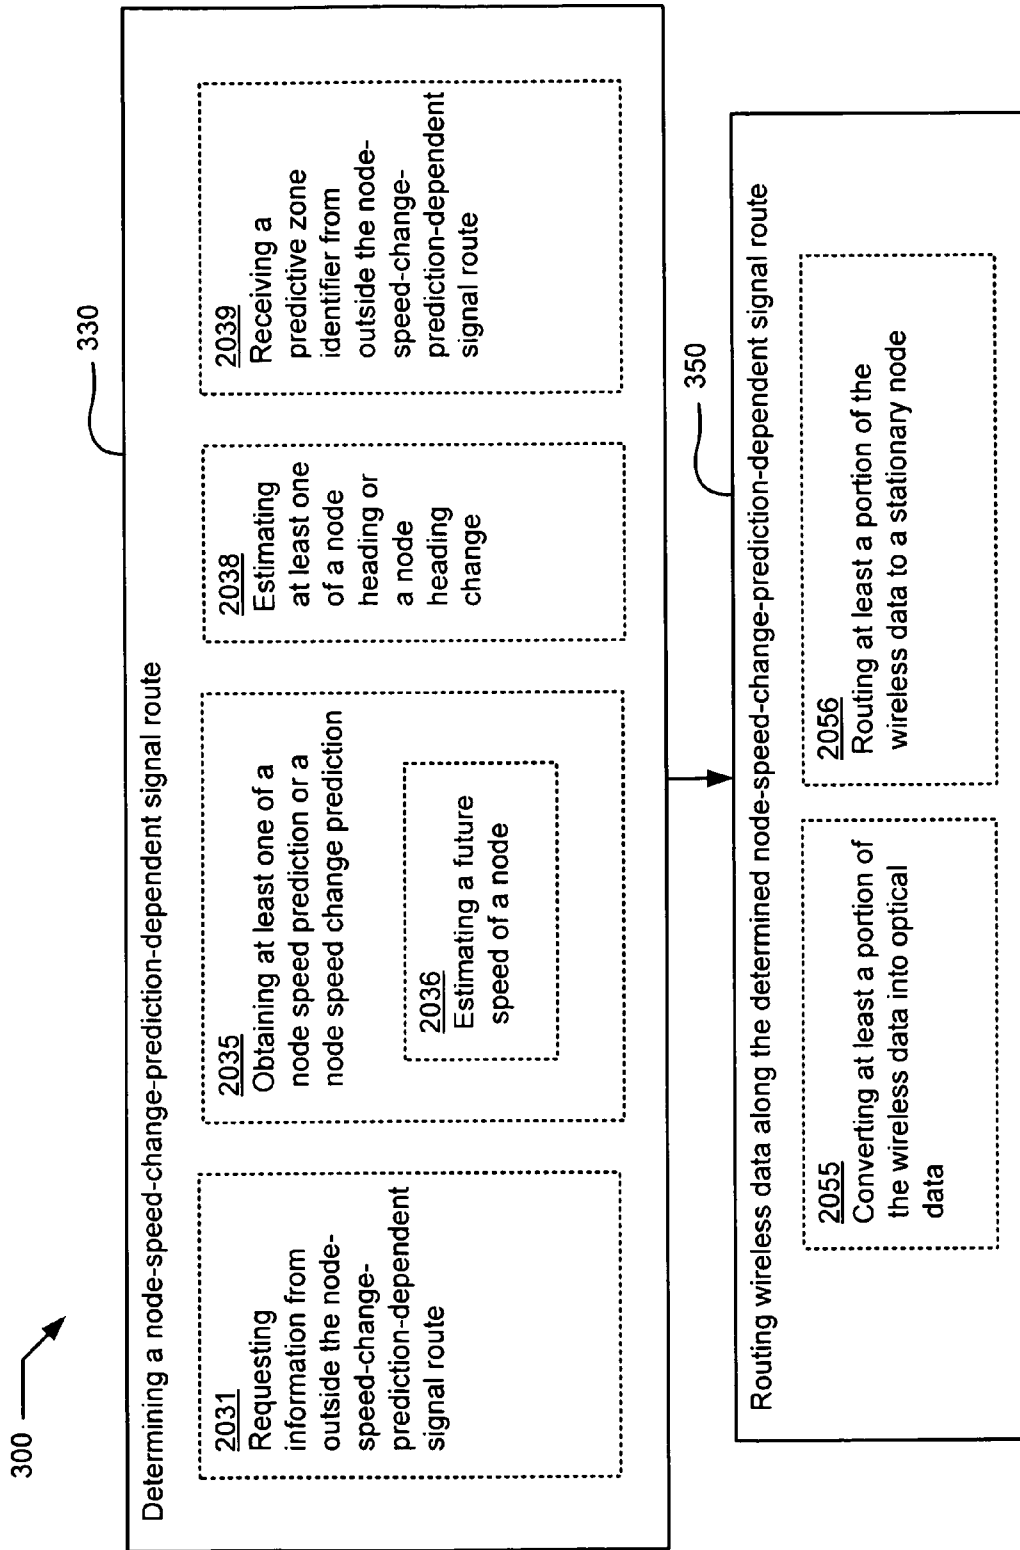 300
330
Determining a node-speed-change-prediction-dependent signal route
2031
Requesting
information from
outside the node-
speed-change-
prediction-dependent
signal route
2035
Obtaining at least one of a
node speed prediction or a
node speed change prediction
2036
Estimating a future
speed of a node
2038
Estimating
at least one
of a node
heading or
a node
heading
change
2039
Receiving a
predictive zone
identifier from
outside the node-
speed-change-
prediction-dependent
signal route
350
Routing wireless data along the determined node-speed-change-prediction-dependent signal route
2055
Converting at least a portion of
the wireless data into optical
data
2056
Routing at least a portion of the
wireless data to a stationary node